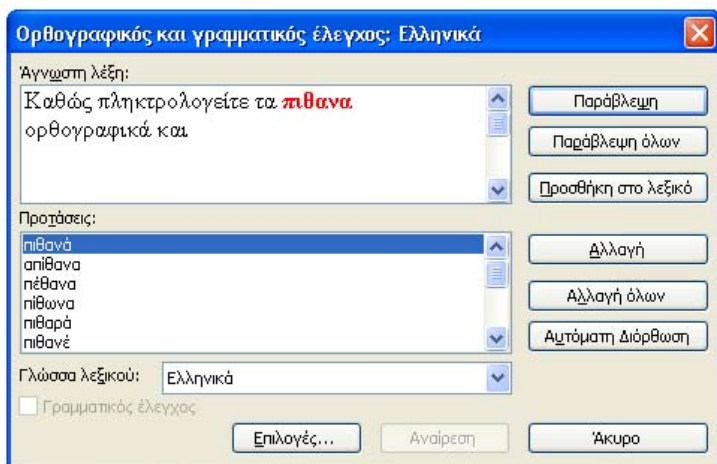 Ορθογραφικός και γραμματικός έλεγχος: Ελληνικά
Άγνωστη λέξη:
Καθώς πληκτρολογείτε τα πιθανα
ορθογραφικά και
Παράβλεψη
Παράβλεψη όλων
Προσθήκη στο λεξικό
Προτάσεις:
πιθανά
απίθανα
πέθανα
πίθωνα
πιθαρά
πιθανέ
Αλλαγή
Αλλαγή όλων
Αυτόματη Διόρθωση
Γλώσσα λεξικού: Ελληνικά
Γραμματικός έλεγχος
Επιλογές... Αναίρεση Άκυρο